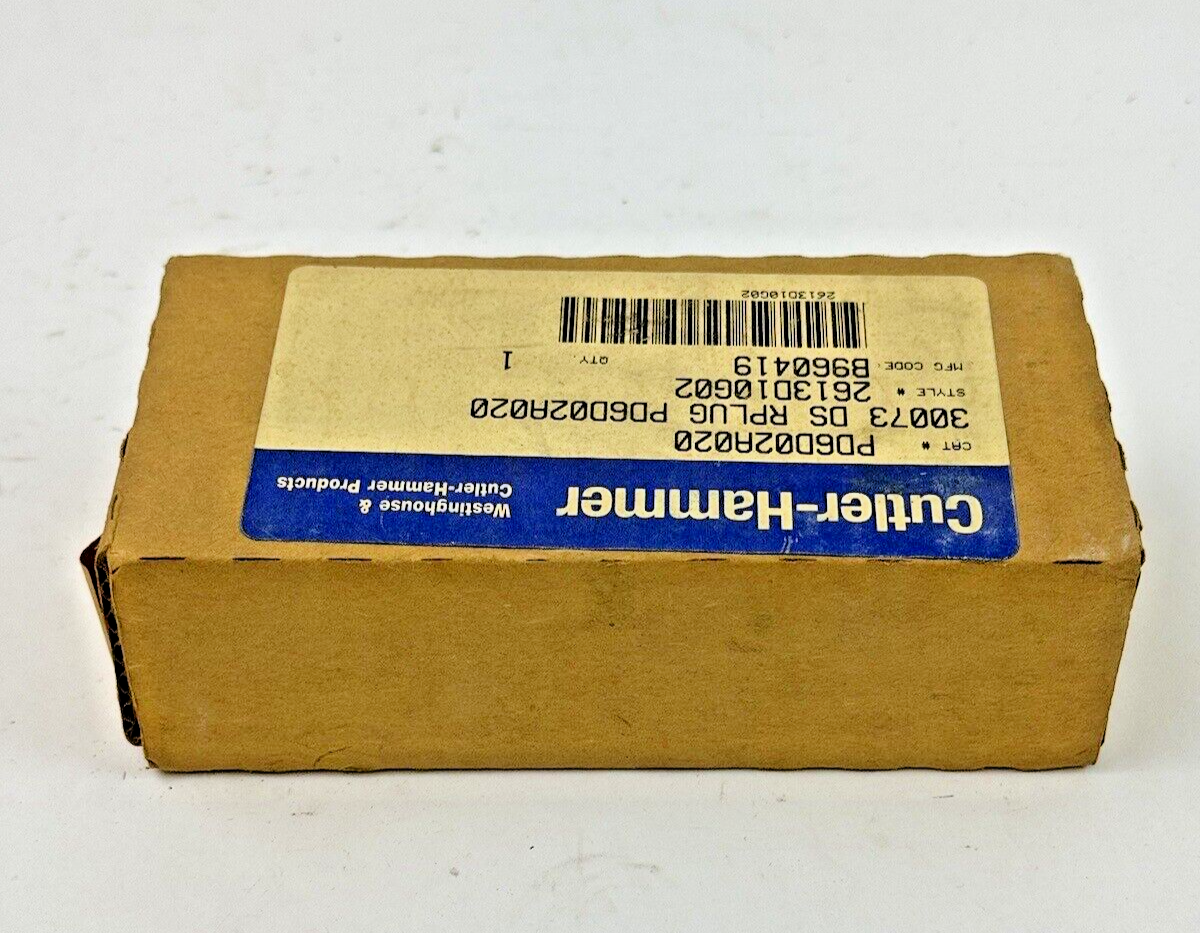 Cutler-Hammer
Westinghouse &
Cutler-Hammer Products
CAT # PD6D02A020
30073 DS RPLUG PD6D02A020
STYLE # 2613D10G02
MFG CODE: B960419 QTY. 1
2613D10G02